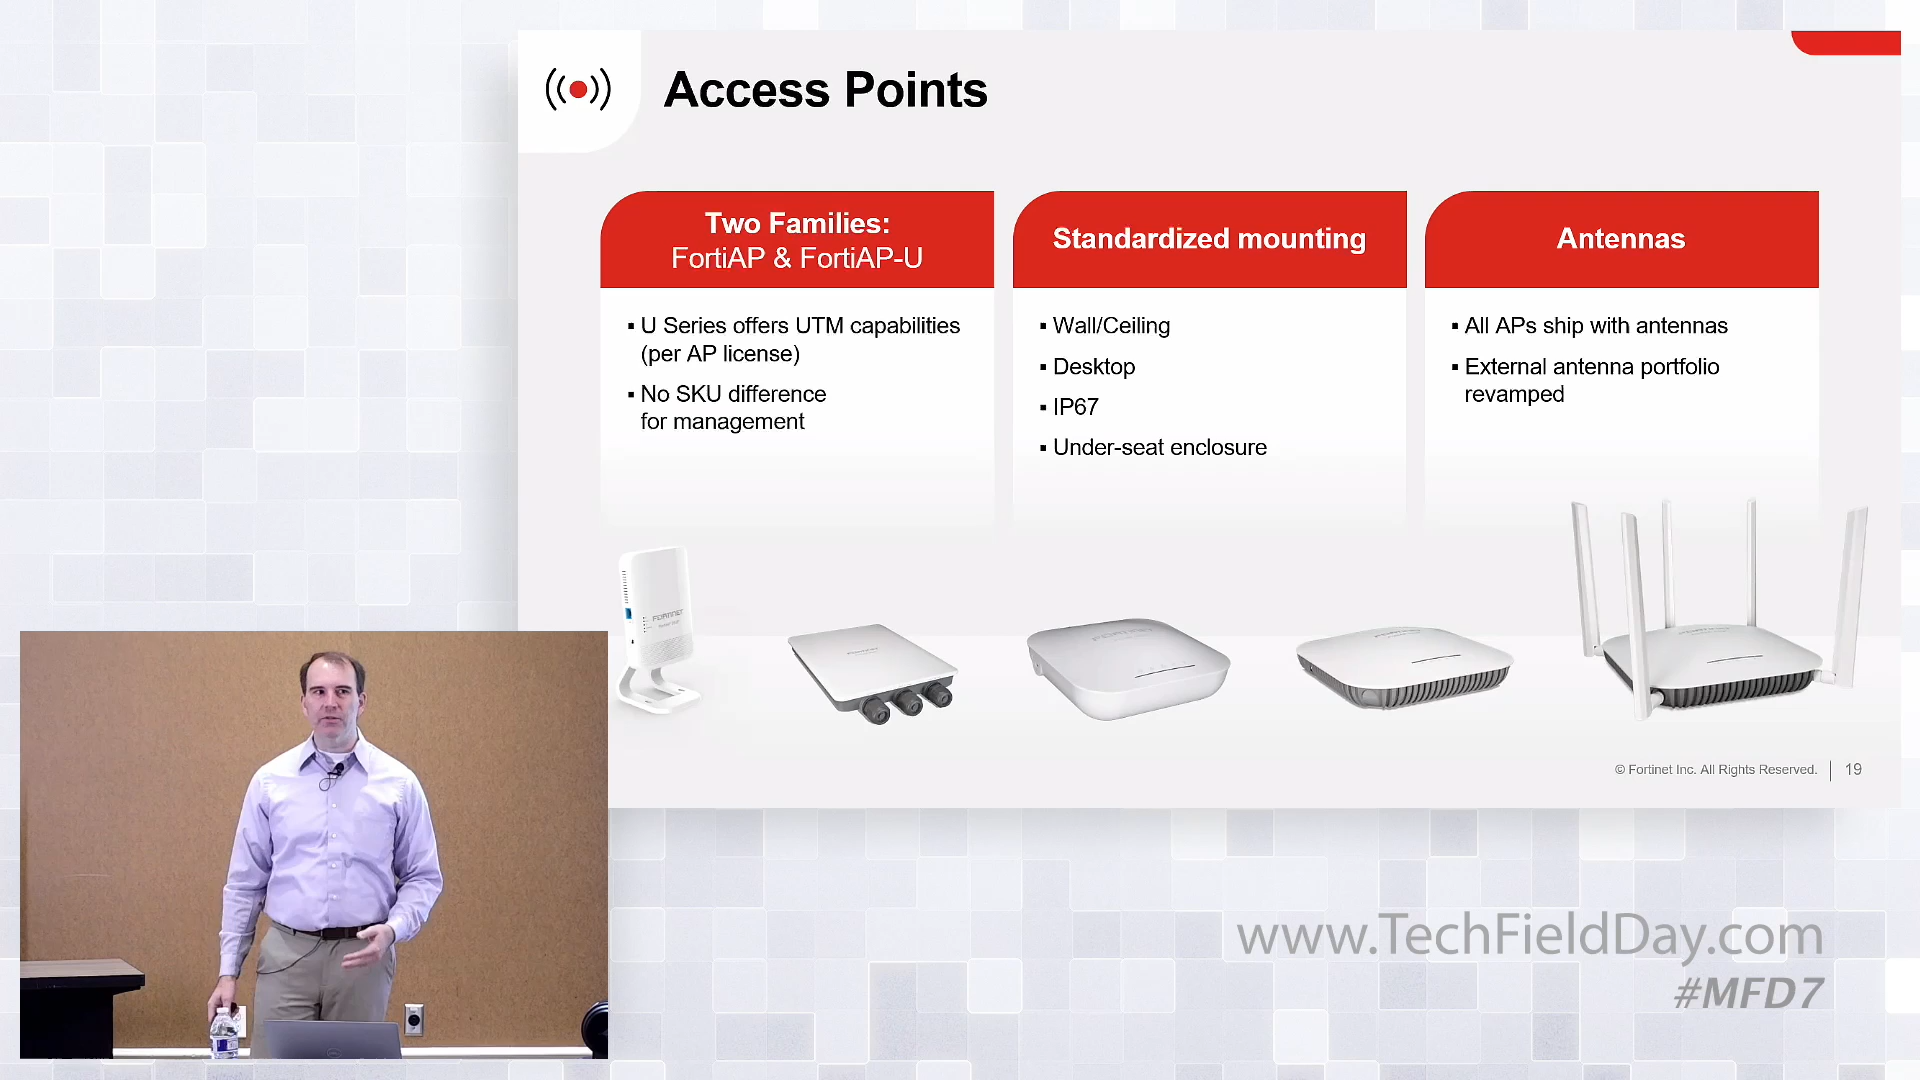 Access Points
Two Families:
FortiAP & FortiAP-U
▪ U Series offers UTM capabilities
(per AP license)
▪ No SKU difference
for management
Standardized mounting
▪ Wall/Ceiling
▪ Desktop
▪ IP67
▪ Under-seat enclosure
Antennas
▪ All APs ship with antennas
▪ External antenna portfolio
revamped
FORTINET
© Fortinet Inc. All Rights Reserved. | 19
www.TechFieldDay.com
#MFD7